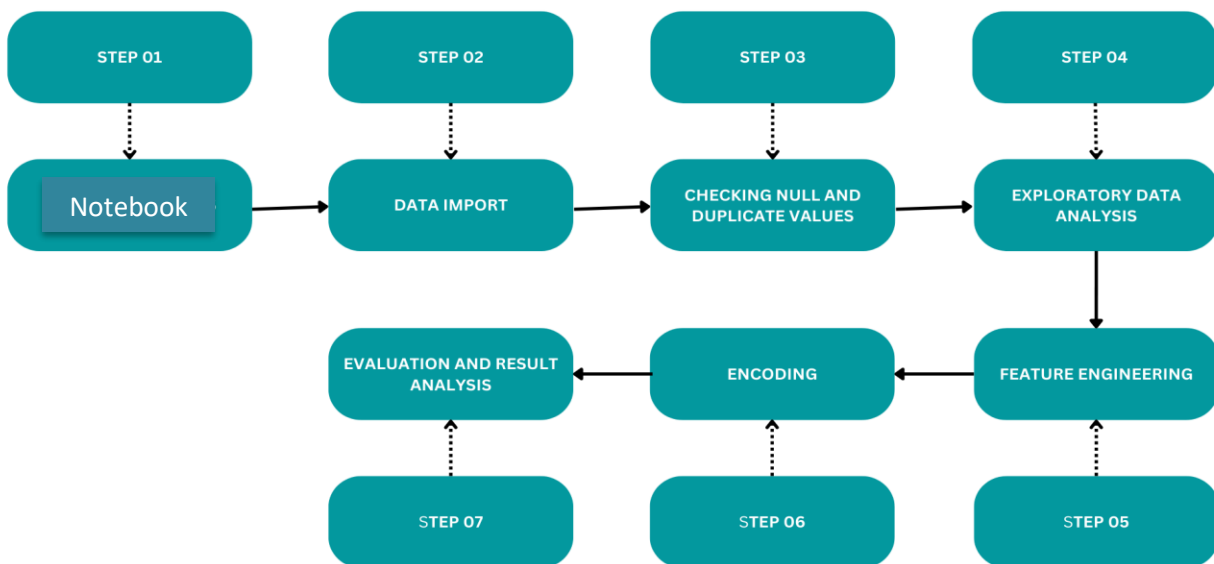 STEP 01
STEP 02
STEP 03
STEP 04
Notebook
DATA IMPORT
CHECKING NULL AND
DUPLICATE VALUES
EXPLORATORY DATA
ANALYSIS
EVALUATION AND RESULT
ANALYSIS
ENCODING
FEATURE ENGINEERING
STEP 07
STEP 06
STEP 05